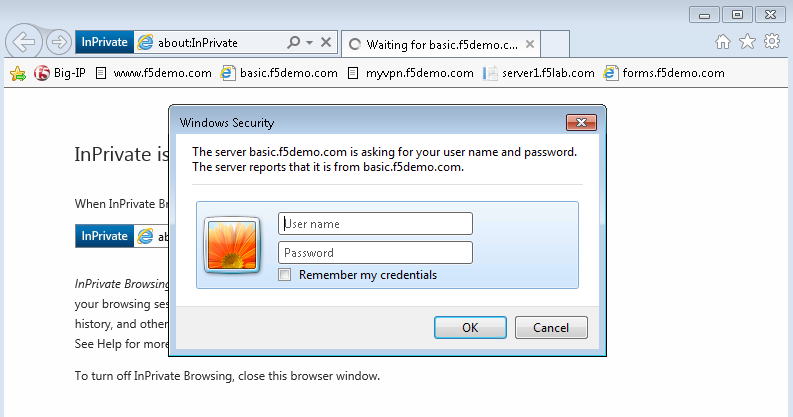 InPrivate about:InPrivate Waiting for basic.f5demo.c...
Big-IP www.f5demo.com basic.f5demo.com myvpn.f5demo.com server1.f5lab.com forms.f5demo.com
Windows Security
The server basic.f5demo.com is asking for your user name and password.
The server reports that it is from basic.f5demo.com.
User name
Password
Remember my credentials
OK Cancel
InPrivate is
When InPrivate Br
InPrivate ab
InPrivate Browsing
your browsing ses
history, and other
See Help for more
To turn off InPrivate Browsing, close this browser window.